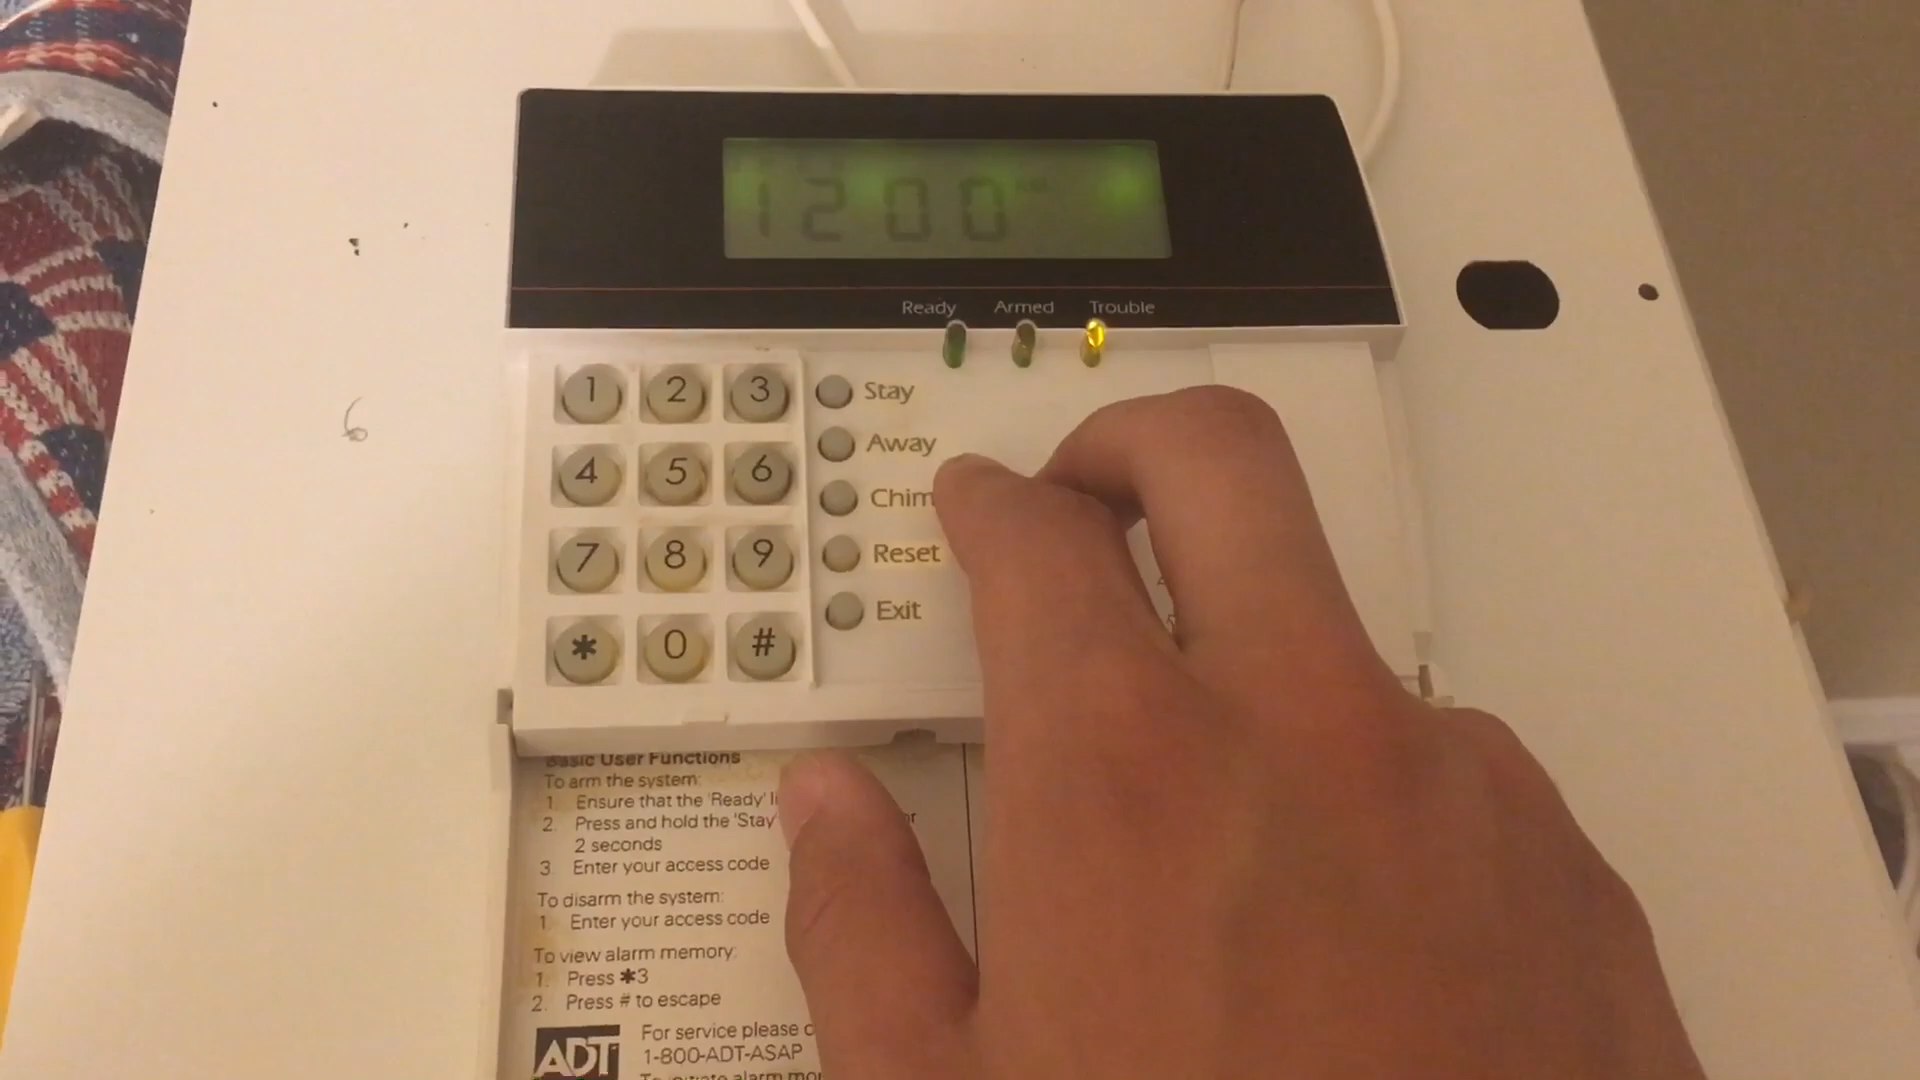 1200
Ready Armed Trouble
1 2 3
Stay
Away
4 5 6
Chim
7 8 9
Reset
Exit
* 0 #
6
Basic User Functions
To arm the system:
1. Ensure that the 'Ready'
2. Press and hold the 'Stay'
2 seconds
3. Enter your access code
To disarm the system:
1. Enter your access code
To view alarm memory:
1. Press *3
2. Press # to escape
ADT
For service please
1-800-ADT-ASAP